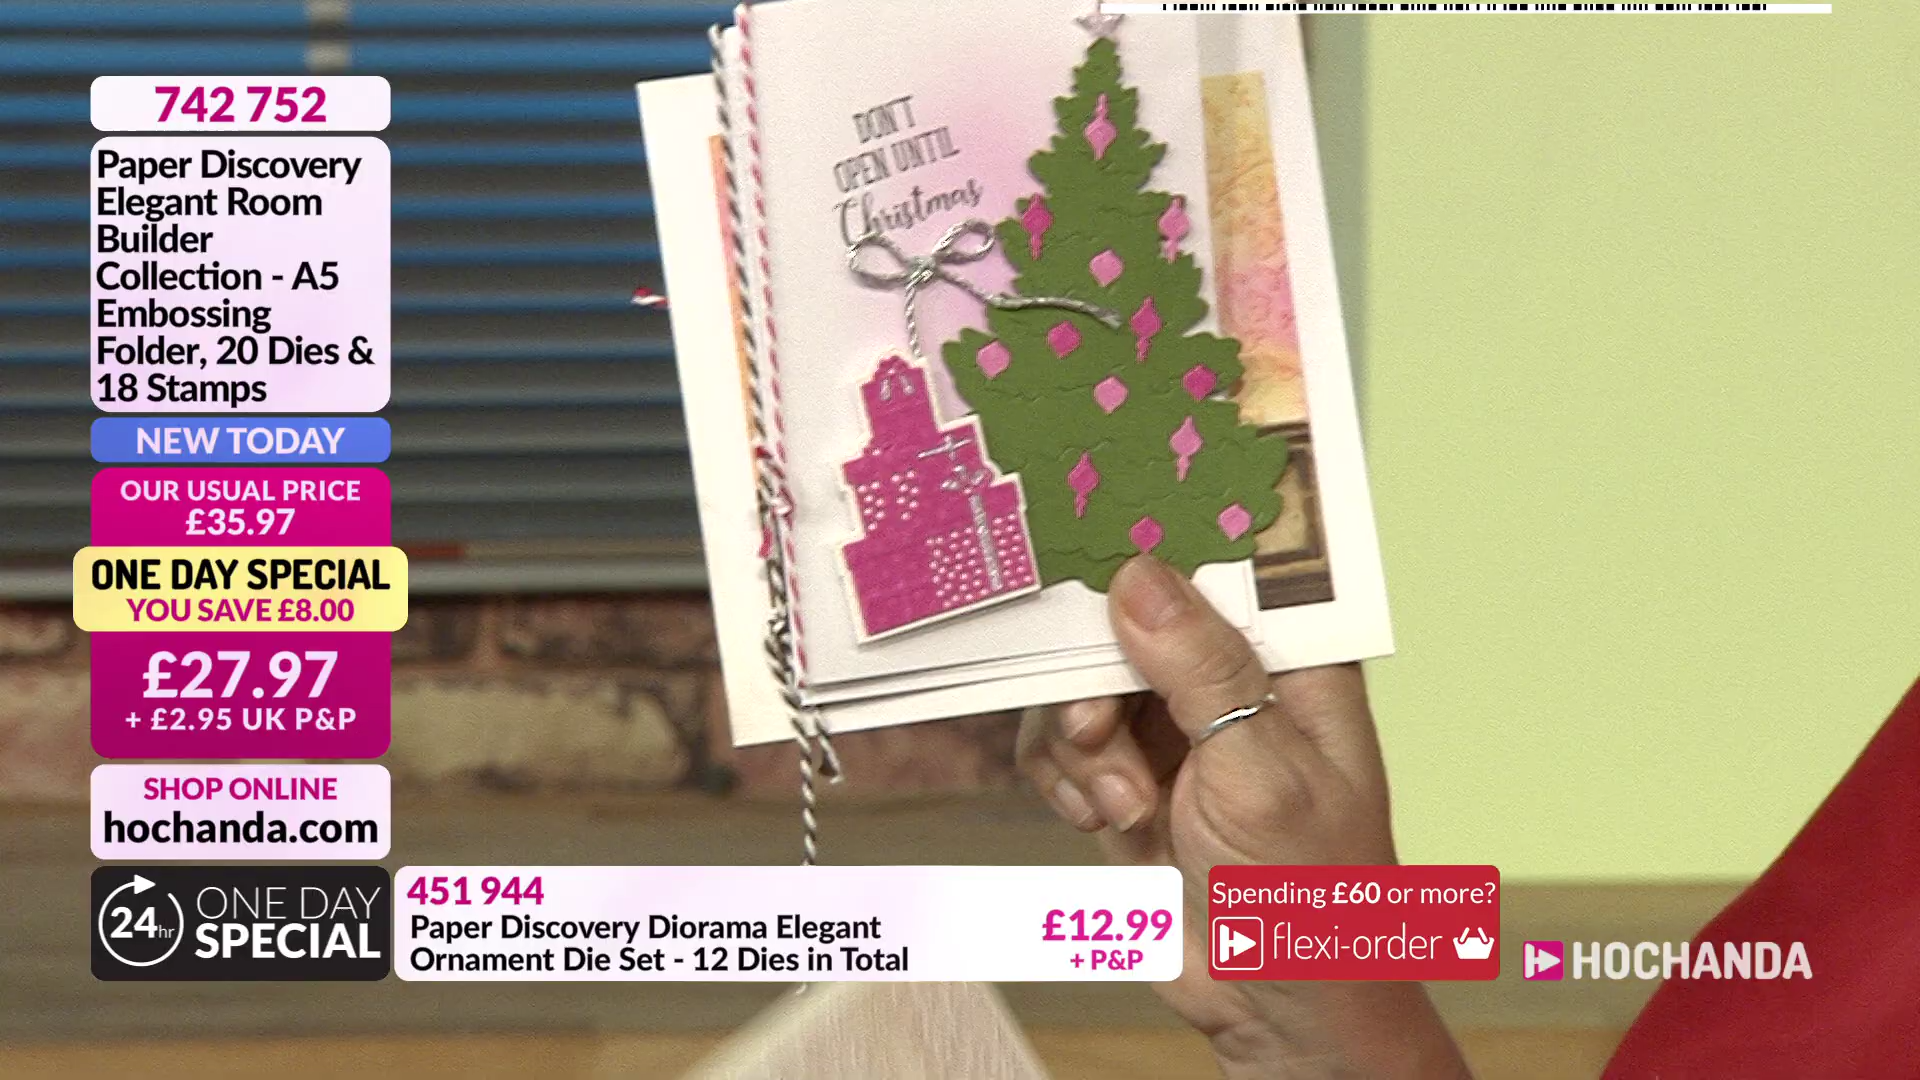 742 752
Paper Discovery
Elegant Room
Builder
Collection - A5
Embossing
Folder, 20 Dies &
18 Stamps
NEW TODAY
OUR USUAL PRICE
£35.97
ONE DAY SPECIAL
YOU SAVE £8.00
£27.97
+ £2.95 UK P&P
SHOP ONLINE
hochanda.com
24hr
ONE DAY
SPECIAL
DON'T
OPEN UNTIL
Christmas
451 944
Paper Discovery Diorama Elegant
Ornament Die Set - 12 Dies in Total
£12.99
+ P&P
Spending £60 or more?
flexi-order
HOCHANDA